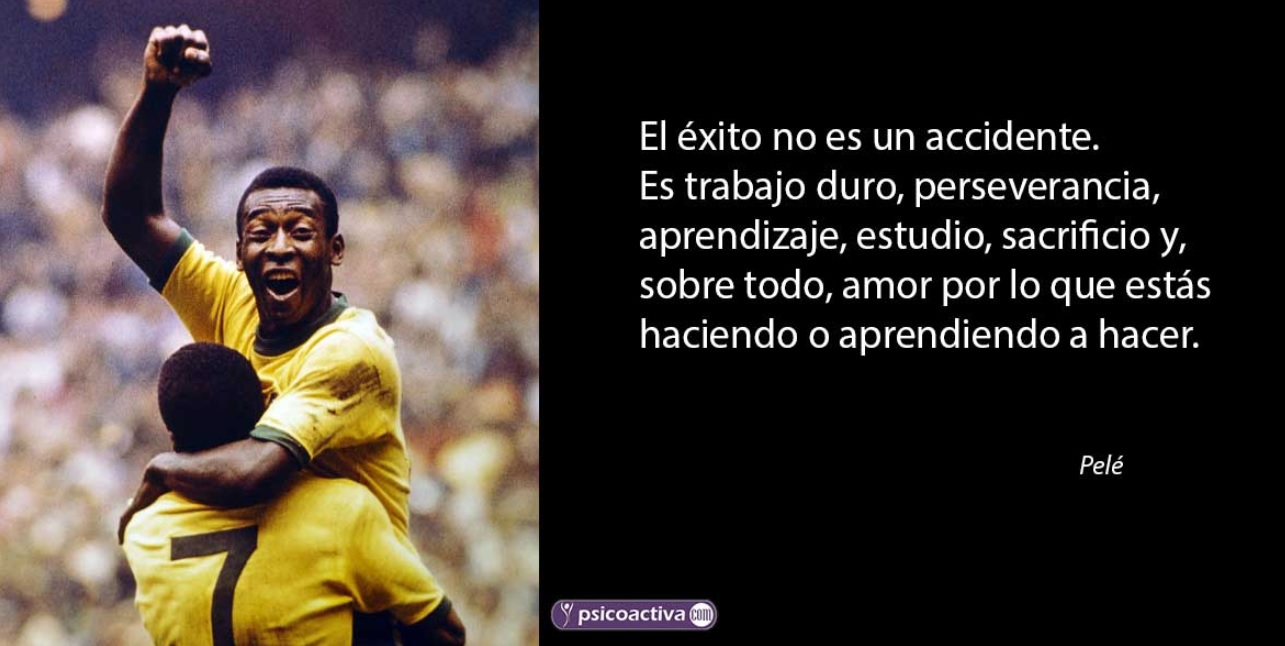 El éxito no es un accidente.
Es trabajo duro, perseverancia,
aprendizaje, estudio, sacrificio y,
sobre todo, amor por lo que estás
haciendo o aprendiendo a hacer.
Pelé
7
psicoactiva com